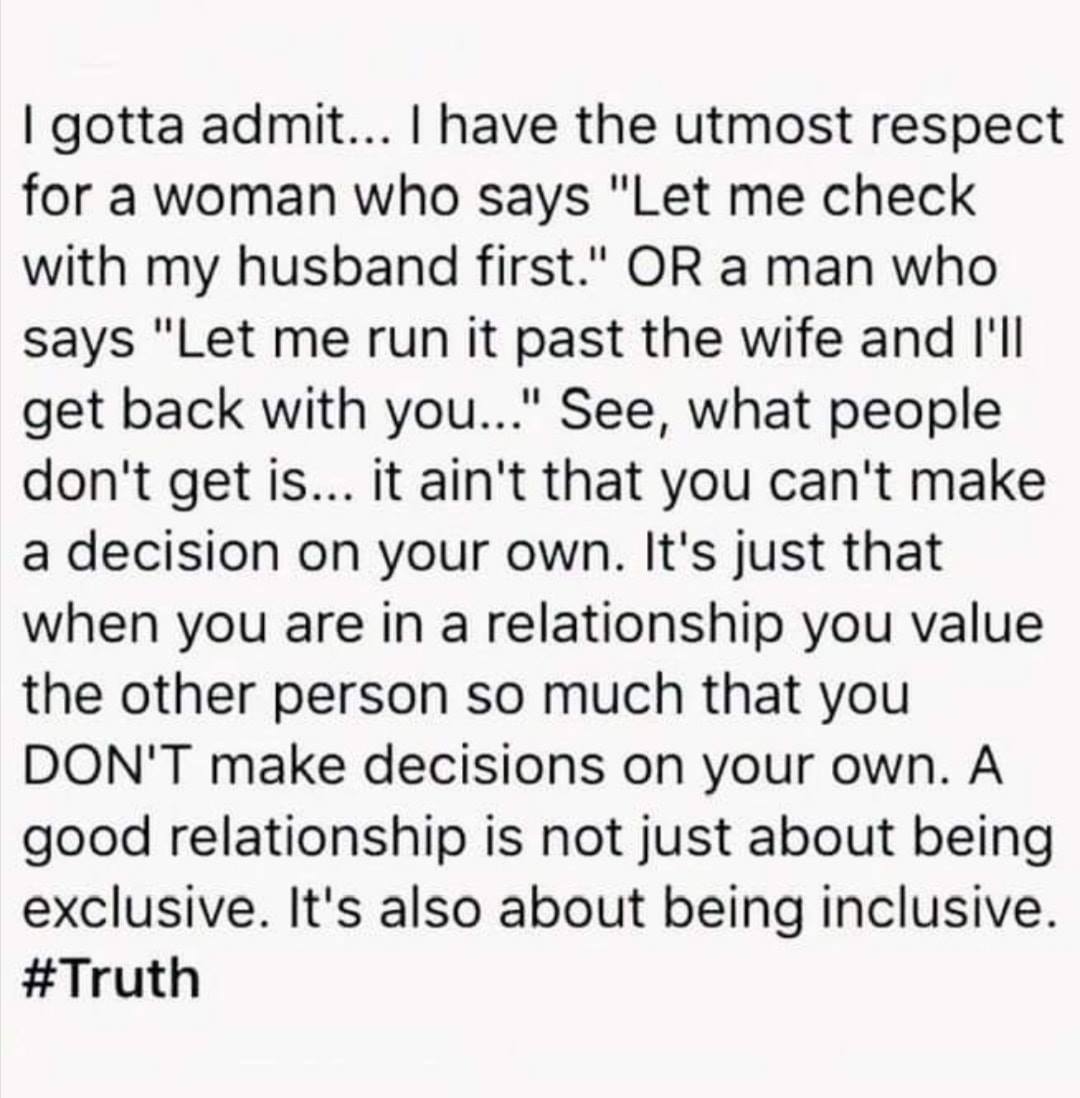 I gotta admit... I have the utmost respect
for a woman who says "Let me check
with my husband first." OR a man who
says "Let me run it past the wife and I'll
get back with you..." See, what people
don't get is... it ain't that you can't make
a decision on your own. It's just that
when you are in a relationship you value
the other person so much that you
DON'T make decisions on your own. A
good relationship is not just about being
exclusive. It's also about being inclusive.
#Truth